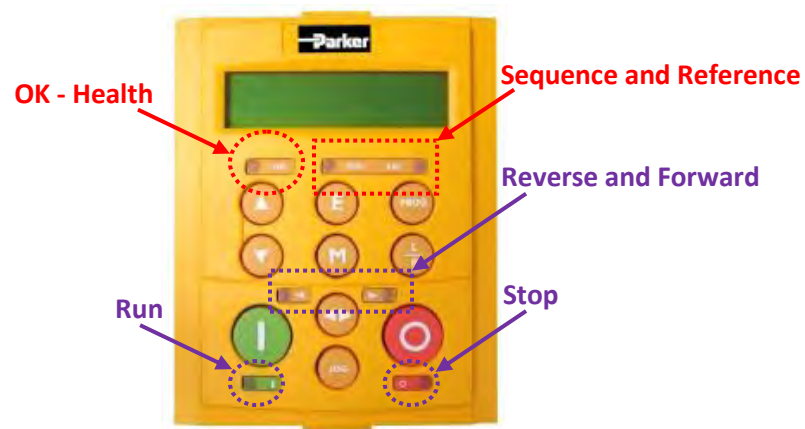 Parker
Sequence and Reference
OK - Health
Reverse and Forward
E
PROG
M
L
Run
Stop
JOG